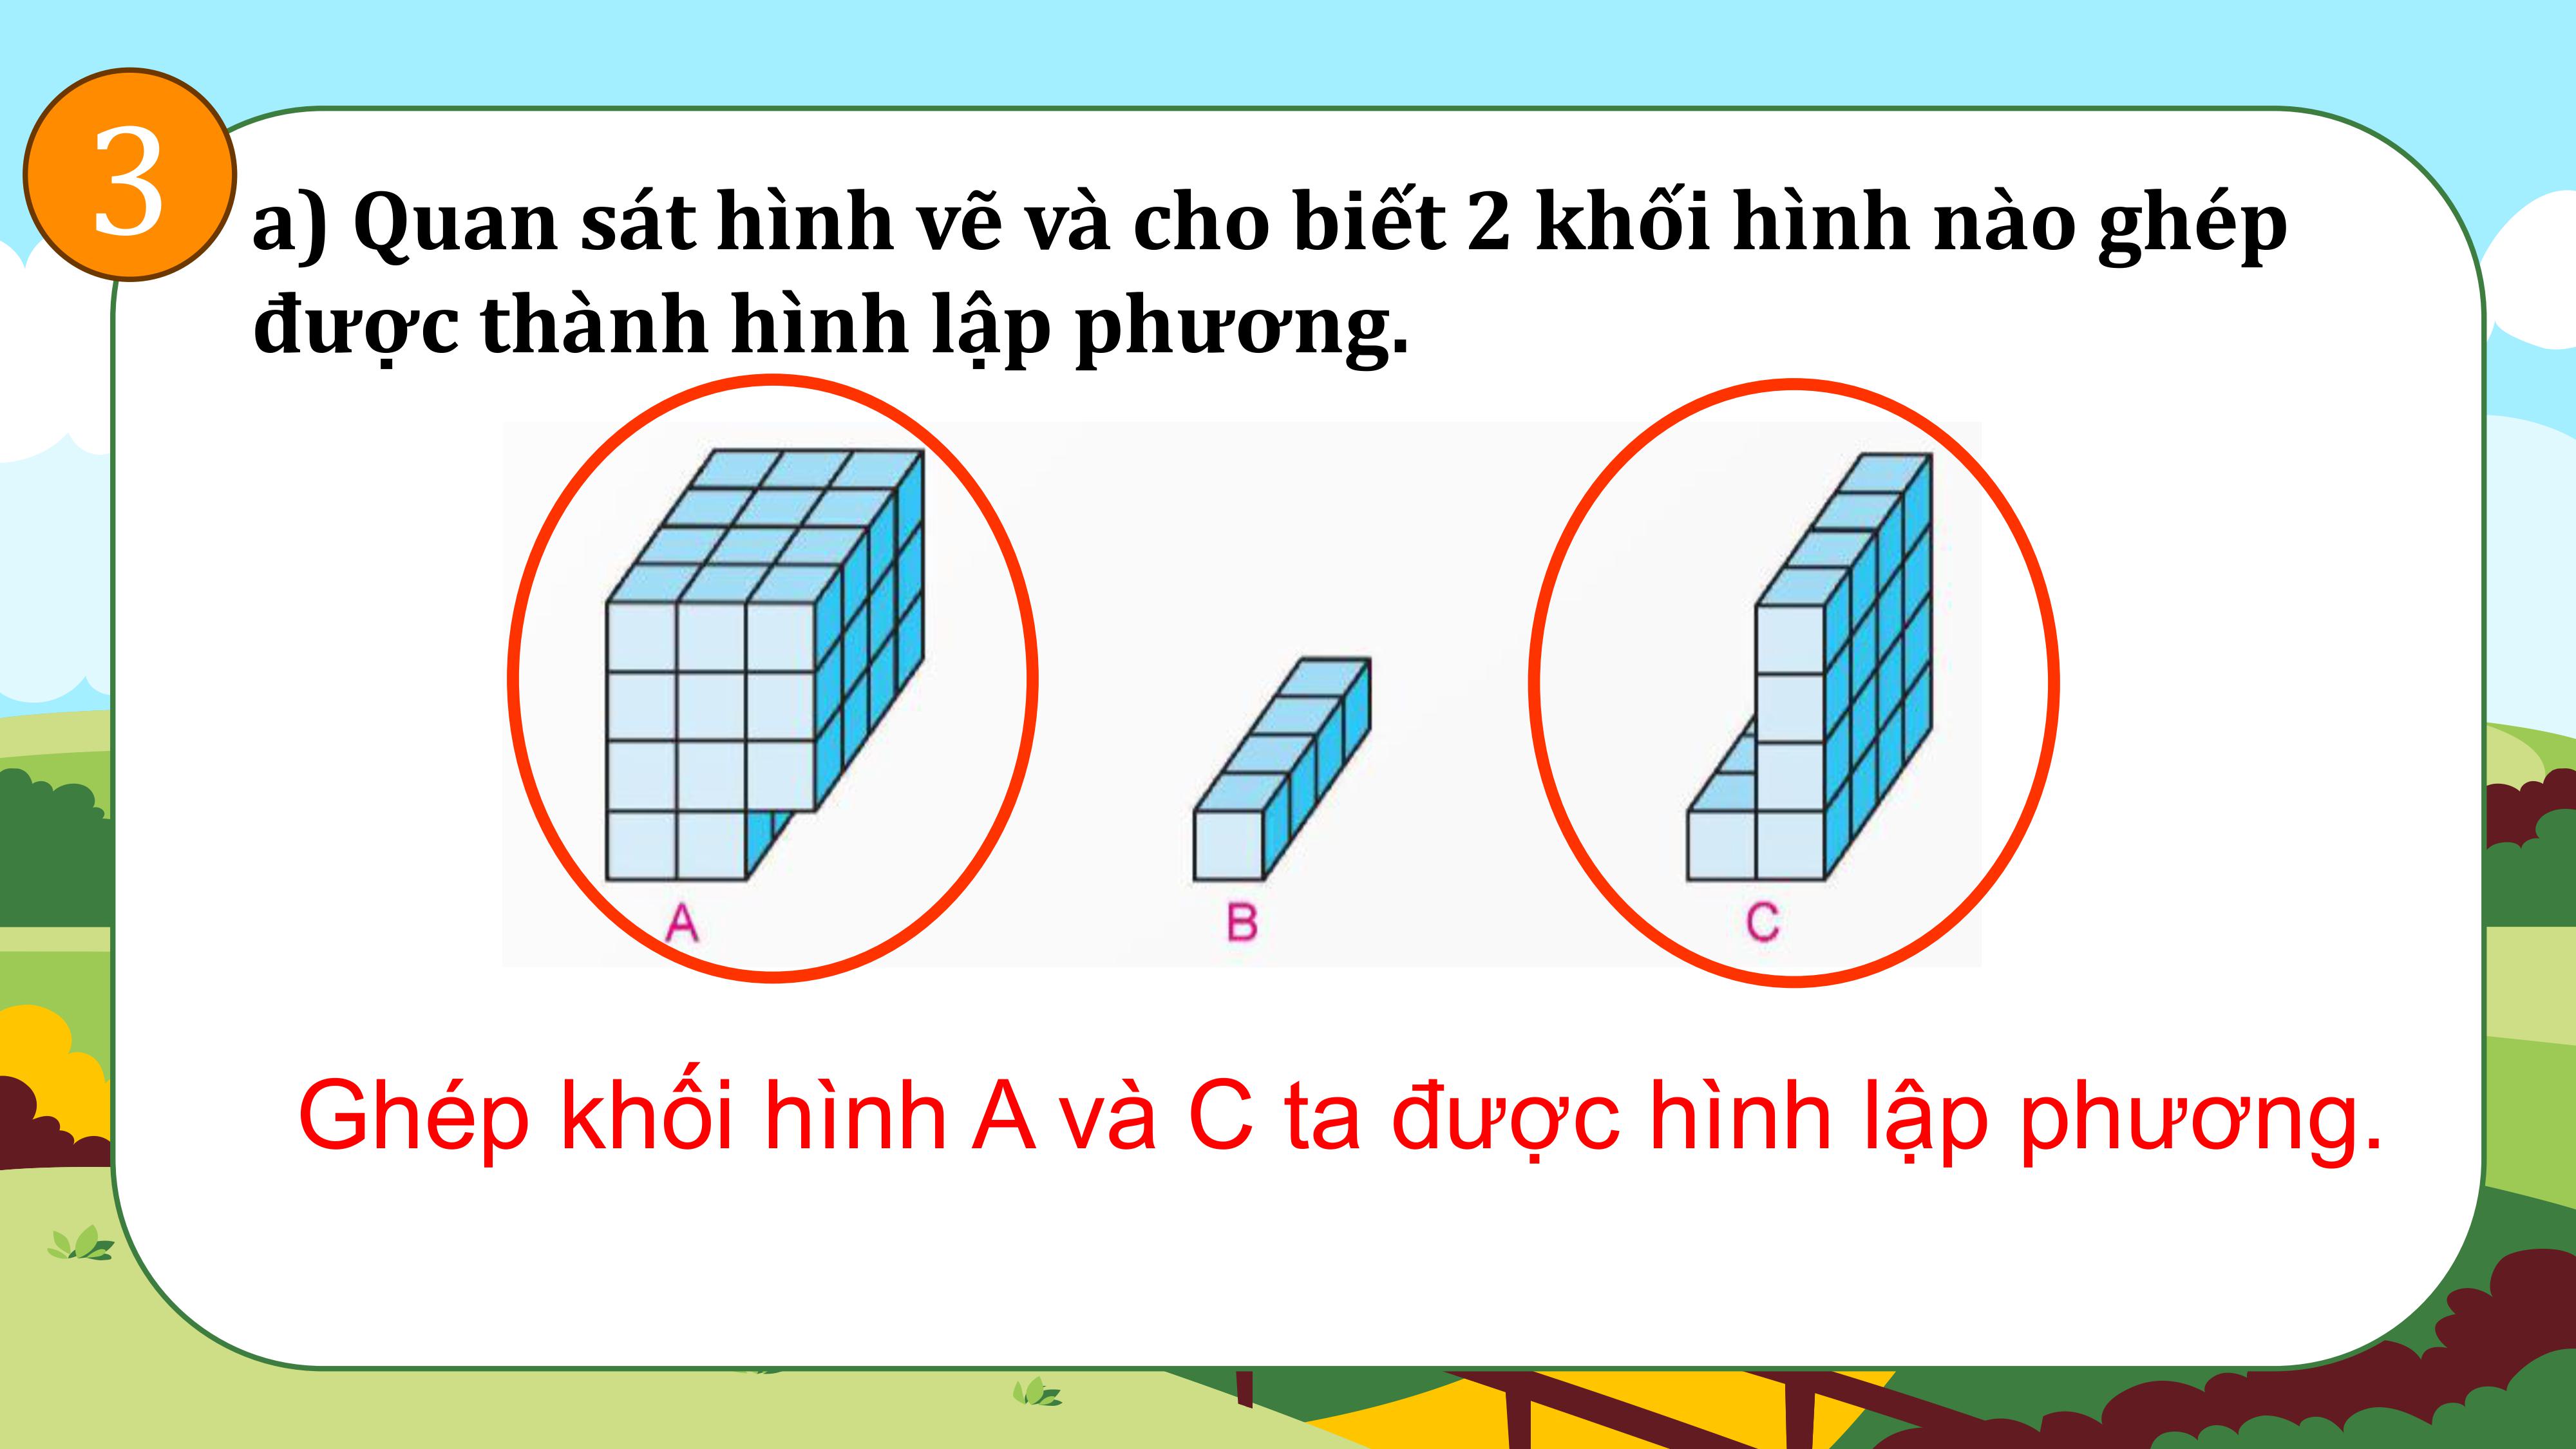 3
a) Quan sát hình vẽ và cho biết 2 khối hình nào ghép
được thành hình lập phương.
A
B
C
Ghép khối hình A và C ta được hình lập phương.